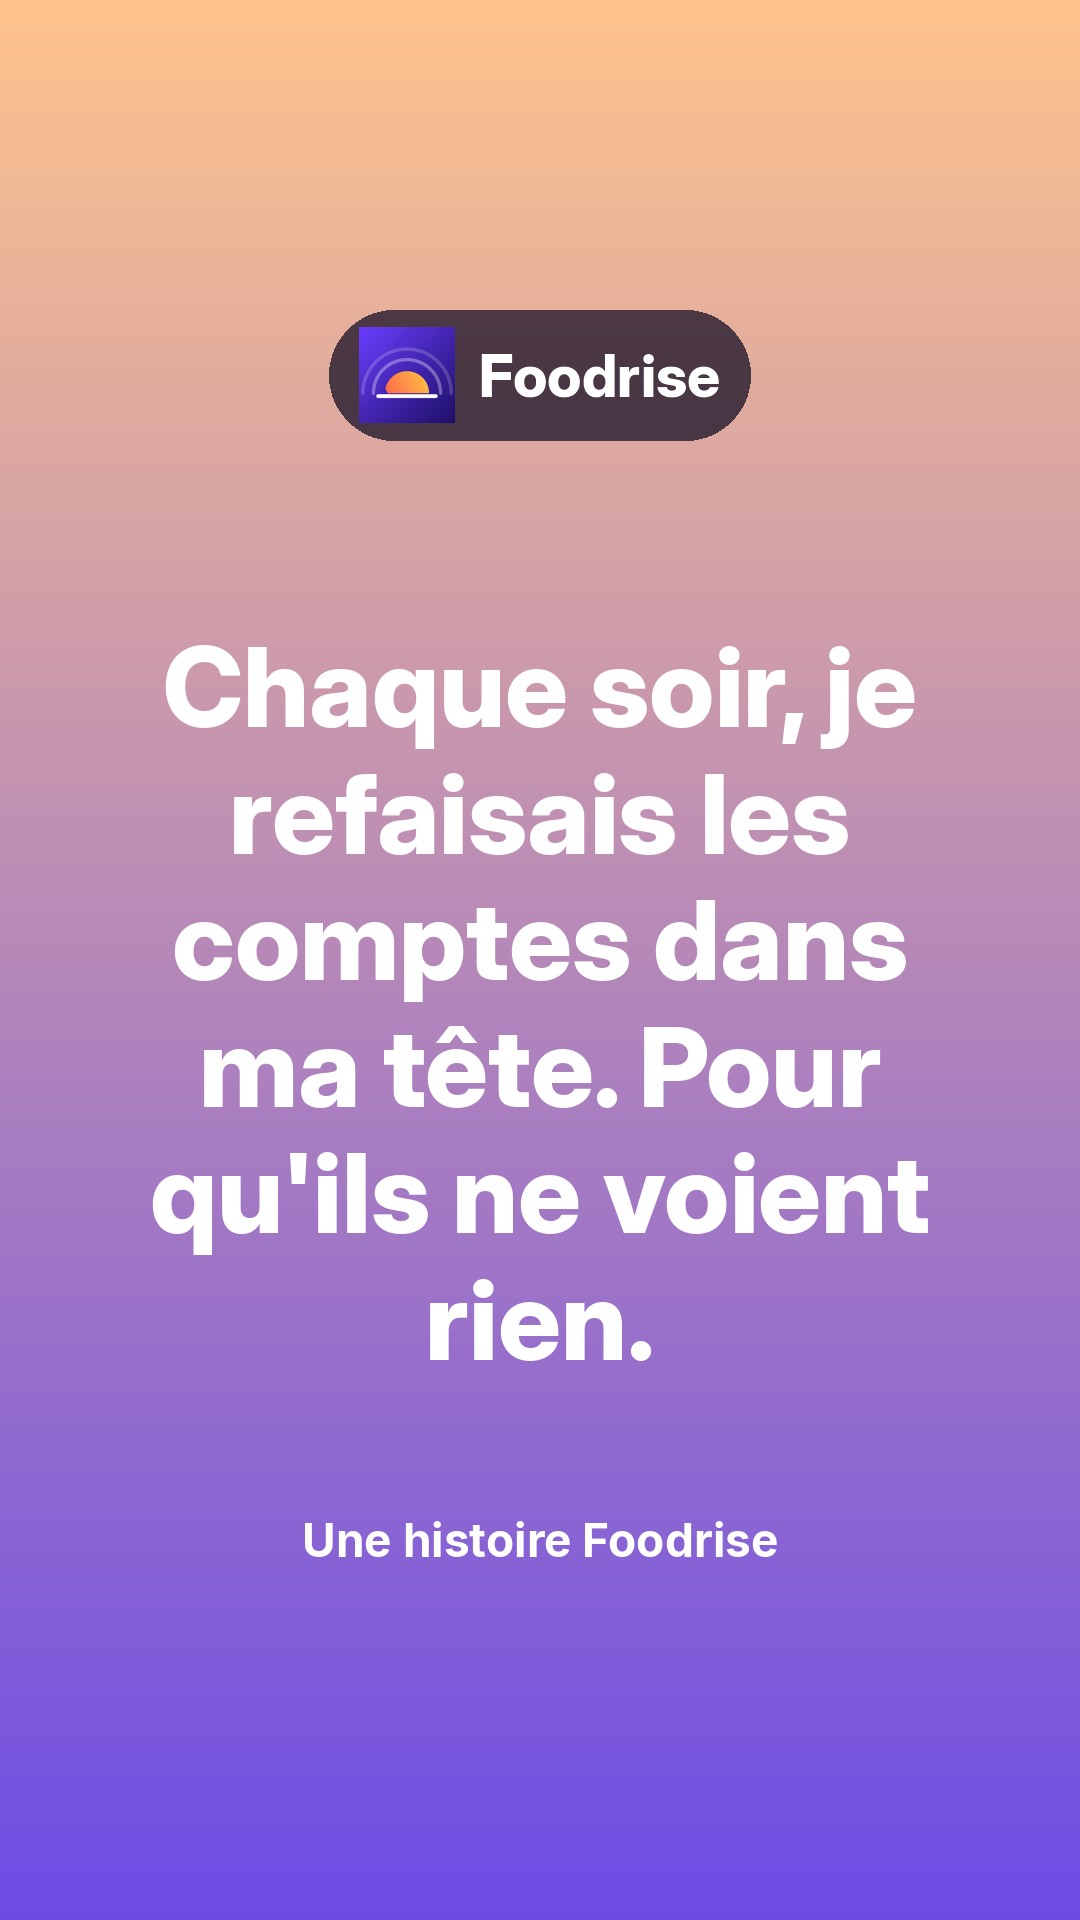 Foodrise
Chaque soir, je
refaisais les
comptes dans
ma tête. Pour
qu'ils ne voient
rien.
Une histoire Foodrise